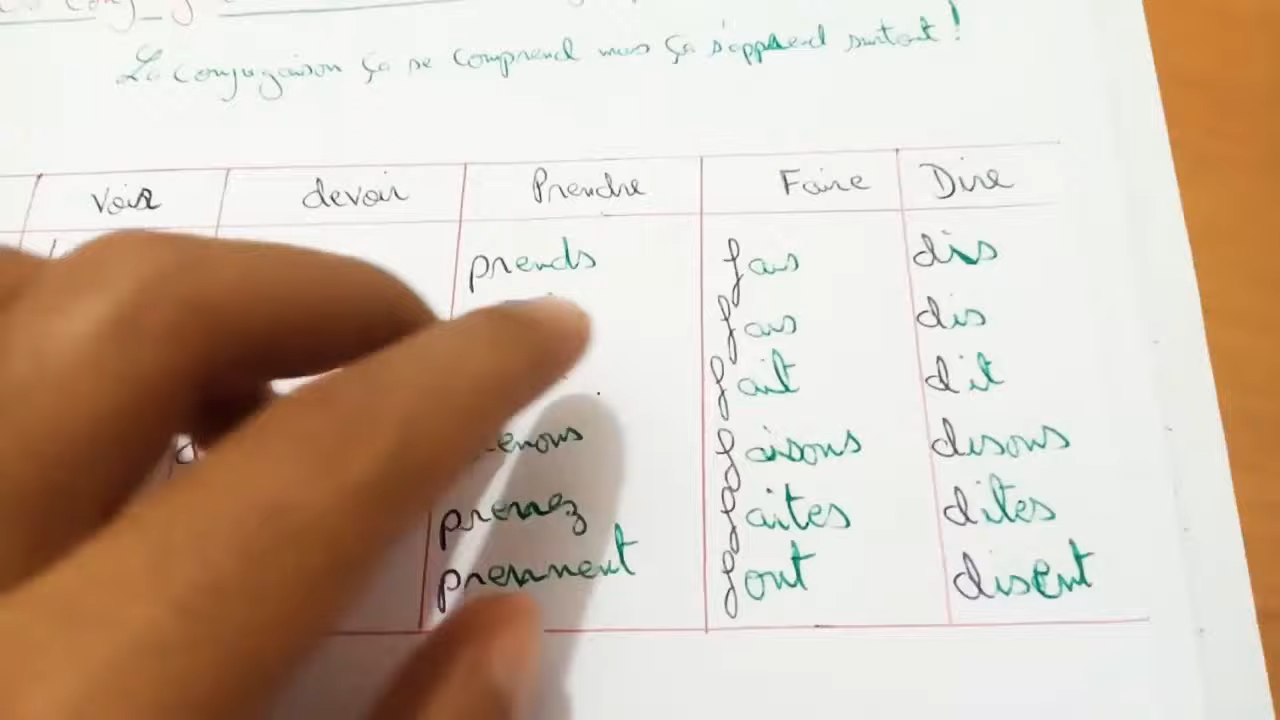 La conjugaison ça se comprend mais ça s'apprend surtout !
Voir devoir Prendre Faire Dire
prends fais dis
fais dis
fait dit
enons faisons disons
prenez faites dites
prennent font disent